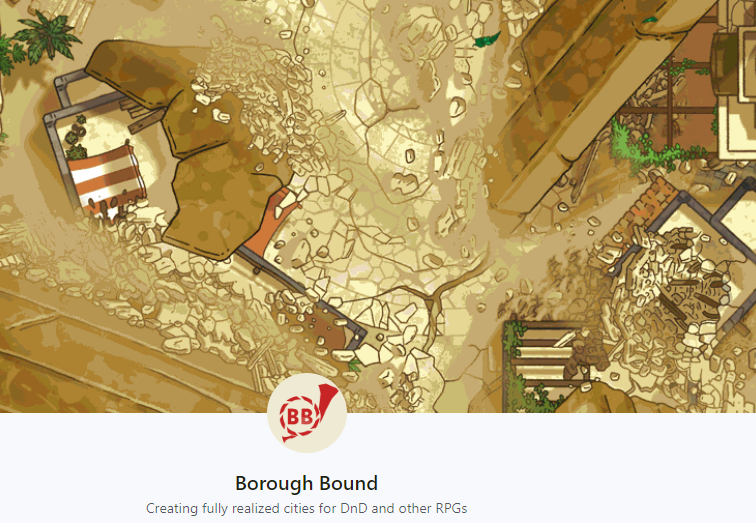 BB
Borough Bound
Creating fully realized cities for DnD and other RPGs